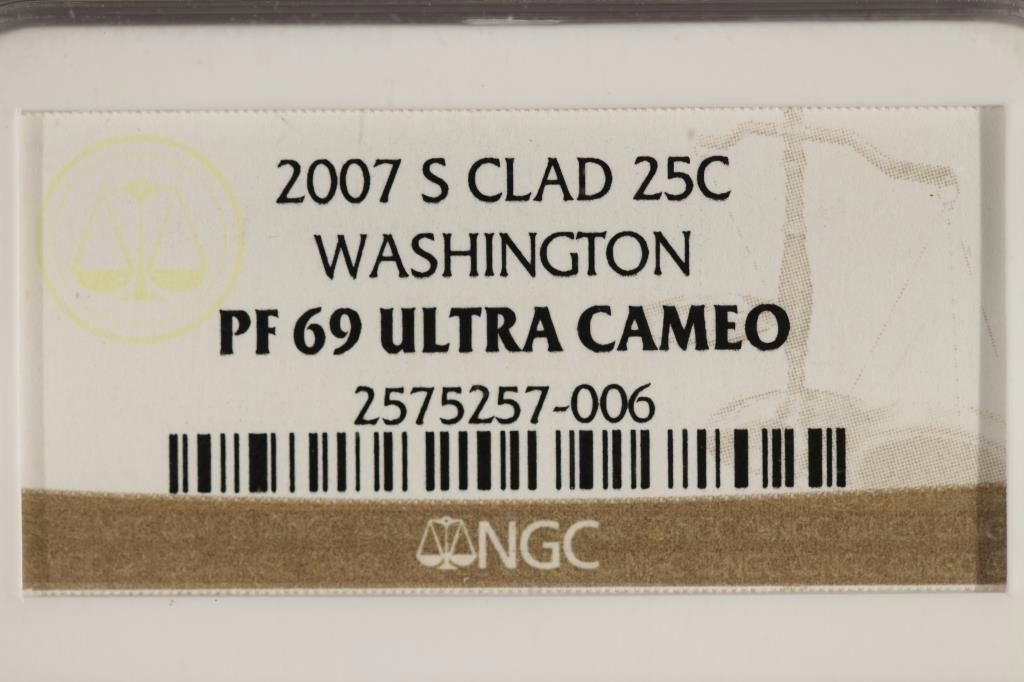 2007 S CLAD 25C
WASHINGTON
PF 69 ULTRA CAMEO
2575257-006
NGC